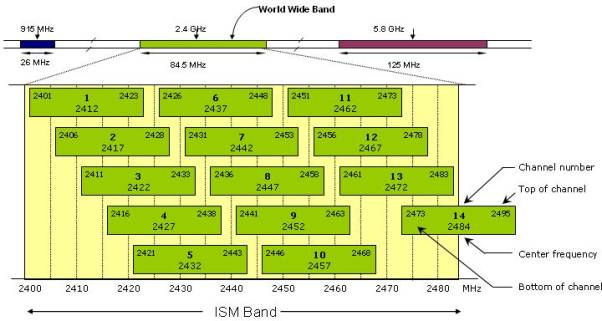 World Wide Band
915 MHz 2.4 GHz 5.8 GHz
26 MHz 84.5 MHz 125 MHz
2401 1 2423 2426 6 2448 2451 11 2473
2412 2437 2462
2406 2 2428 2431 7 2453 2456 12 2478
2417 2442 2467
2411 3 2433 2436 8 2458 2461 13 2483
2422 2447 2472
Channel number
Top of channel
2416 4 2438 2441 9 2463 2473 14 2495
2427 2452 2484
2421 5 2443 2446 10 2468
2432 2457
Center frequency
Bottom of channel
2400 2410 2420 2430 2440 2450 2460 2470 2480 MHz
ISM Band